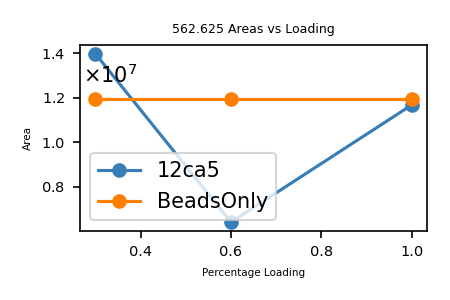 562.625 Areas vs Loading
1.4
×10⁷
1.2
1.0
0.8
Area
12ca5
BeadsOnly
0.4 0.6 0.8 1.0
Percentage Loading